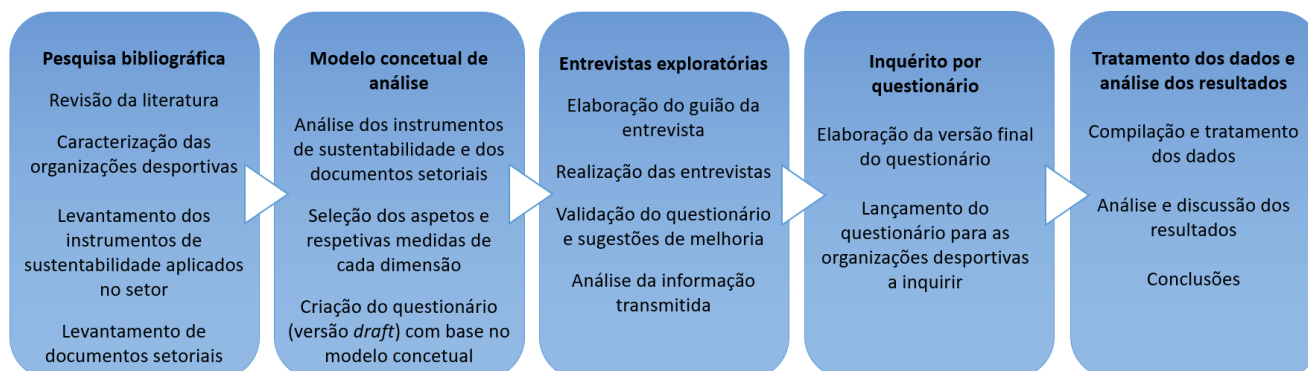 Pesquisa bibliográfica
Revisão da literatura
Caracterização das
organizações desportivas
Levantamento dos
instrumentos de
sustentabilidade aplicados
no setor
Levantamento de
documentos setoriais
Modelo concetual de
análise
Análise dos instrumentos
de sustentabilidade e dos
documentos setoriais
Seleção dos aspetos e
respetivas medidas de
cada dimensão
Criação do questionário
(versão draft) com base no
modelo concetual
Entrevistas exploratórias
Elaboração do guião da
entrevista
Realização das entrevistas
Validação do questionário
e sugestões de melhoria
Análise da informação
transmitida
Inquérito por
questionário
Elaboração da versão final
do questionário
Lançamento do
questionário para as
organizações desportivas
a inquirir
Tratamento dos dados e
análise dos resultados
Compilação e tratamento
dos dados
Análise e discussão dos
resultados
Conclusões